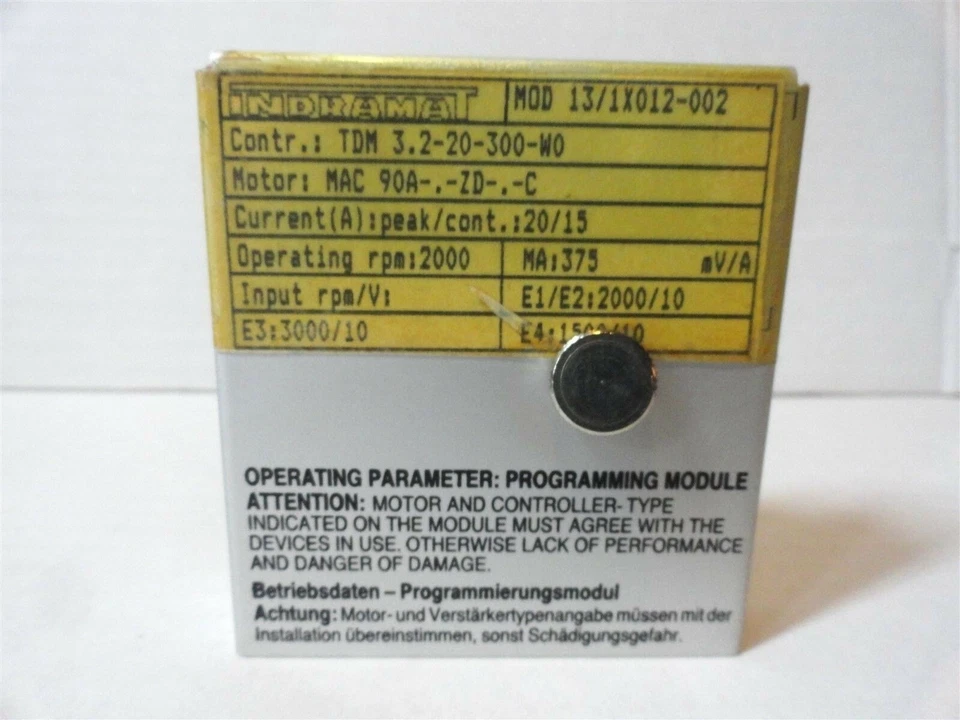 INDRAMAT MOD 13/1X012-002
Contr.: TDM 3.2-20-300-W0
Motor: MAC 90A-.-ZD-.-C
Current(A):peak/cont.:20/15
Operating rpm:2000 MA:375 mV/A
Input rpm/V: E1/E2:2000/10
E3:3000/10 E4:1500/10
OPERATING PARAMETER: PROGRAMMING MODULE
ATTENTION: MOTOR AND CONTROLLER-TYPE
INDICATED ON THE MODULE MUST AGREE WITH THE
DEVICES IN USE. OTHERWISE LACK OF PERFORMANCE
AND DANGER OF DAMAGE.
Betriebsdaten – Programmierungsmodul
Achtung: Motor- und Verstärkertypenangabe müssen mit der
Installation übereinstimmen, sonst Schädigungsgefahr.